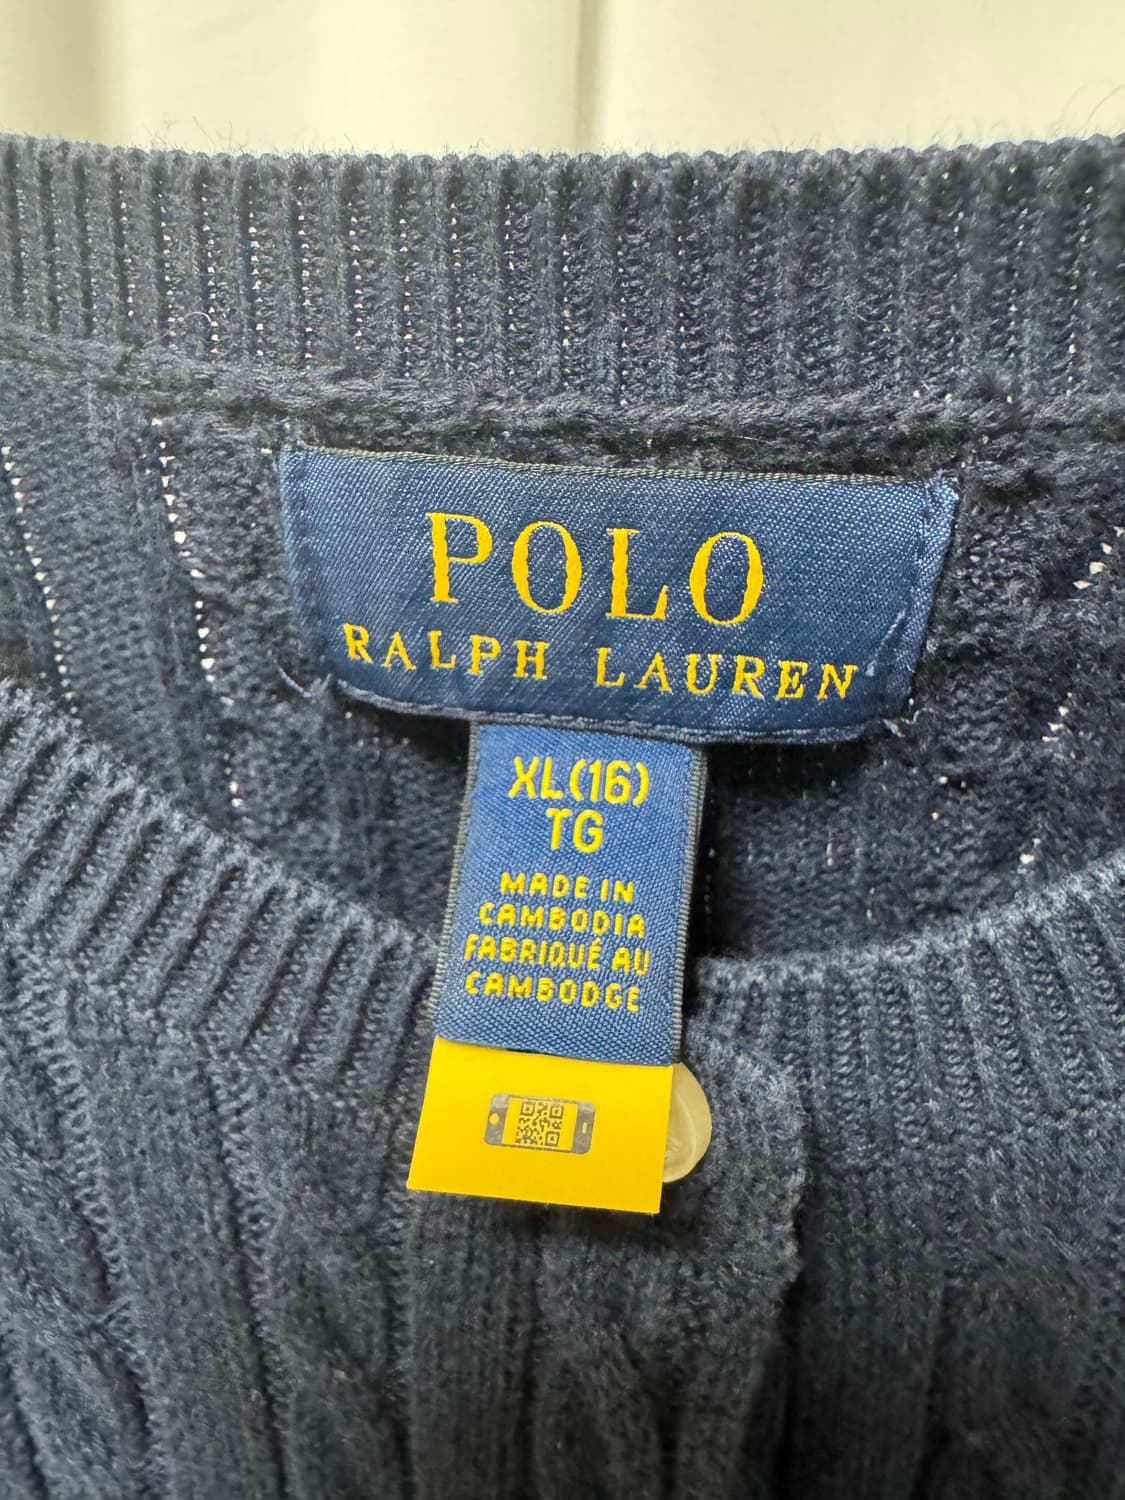 POLO
RALPH LAUREN
XL(16)
TG
MADE IN
CAMBODIA
FABRIQUÉ AU
CAMBODGE